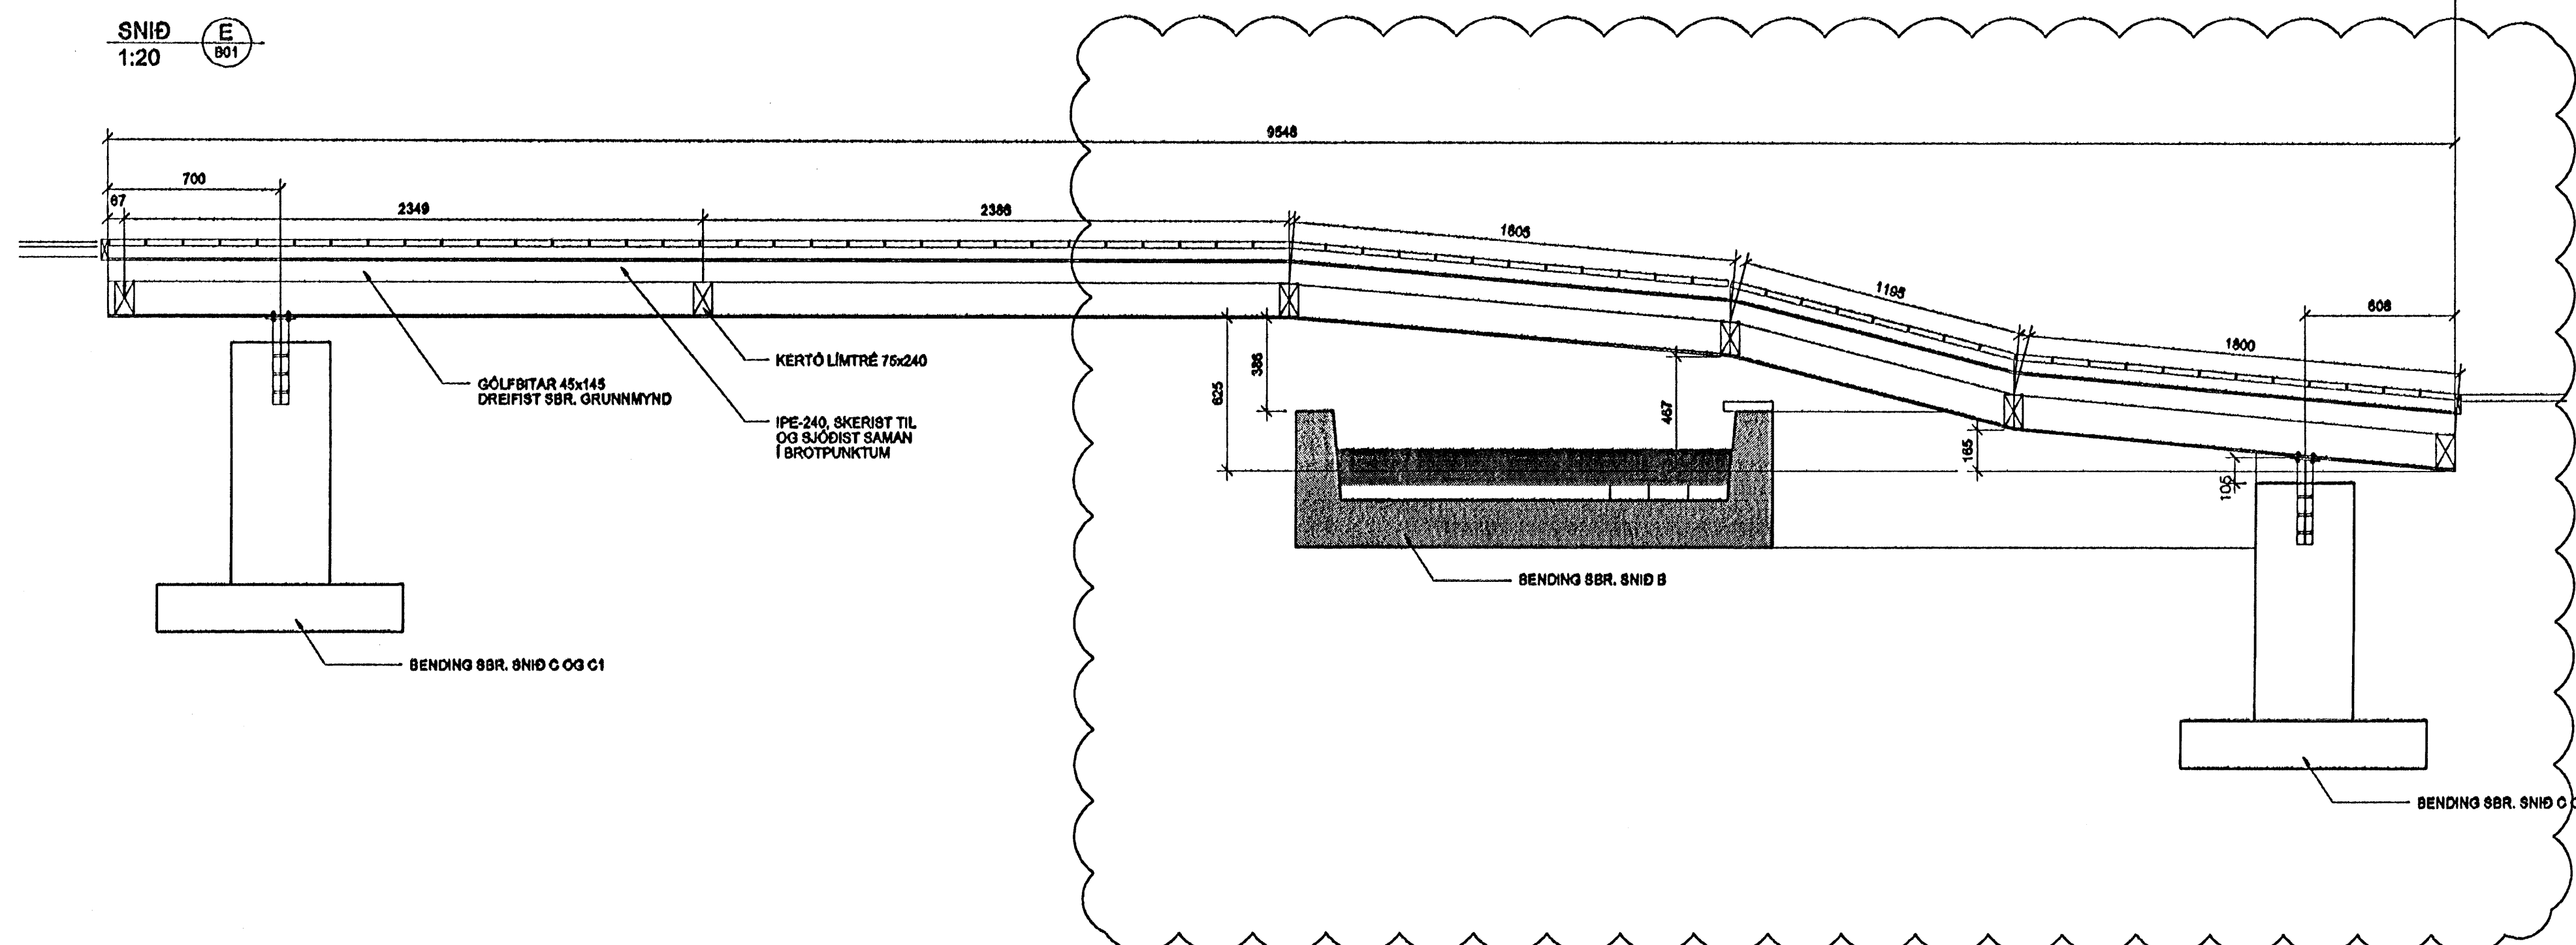 SNIÐ
1:20
E
B01
9548
700
67
2349
2386
1805
1195
1800
608
625
386
467
165
105
KERTÓ LÍMTRÉ 75x240
GÓLFBITAR 45x145
DREIFIST SBR. GRUNNMYND
IPE-240, SKERIST TIL
OG SJÓÐIST SAMAN
Í BROTPUNKTUM
BENDING SBR. SNIÐ B
BENDING SBR. SNIÐ C OG C1
BENDING SBR. SNIÐ C